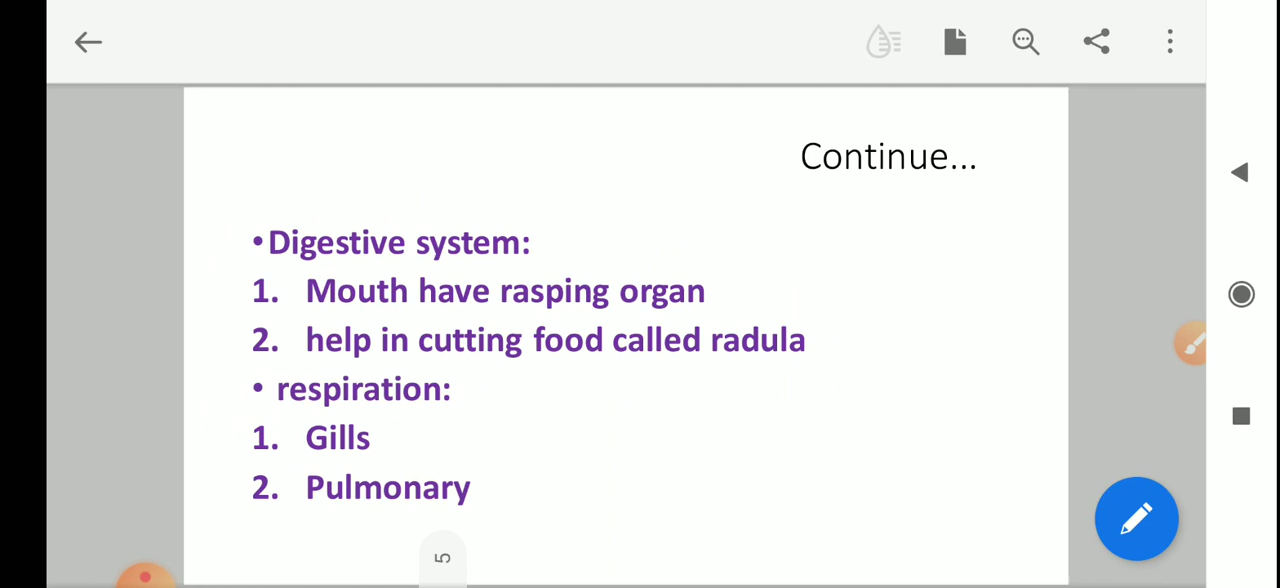 Continue...
•Digestive system:
1. Mouth have rasping organ
2. help in cutting food called radula
• respiration:
1. Gills
2. Pulmonary
5